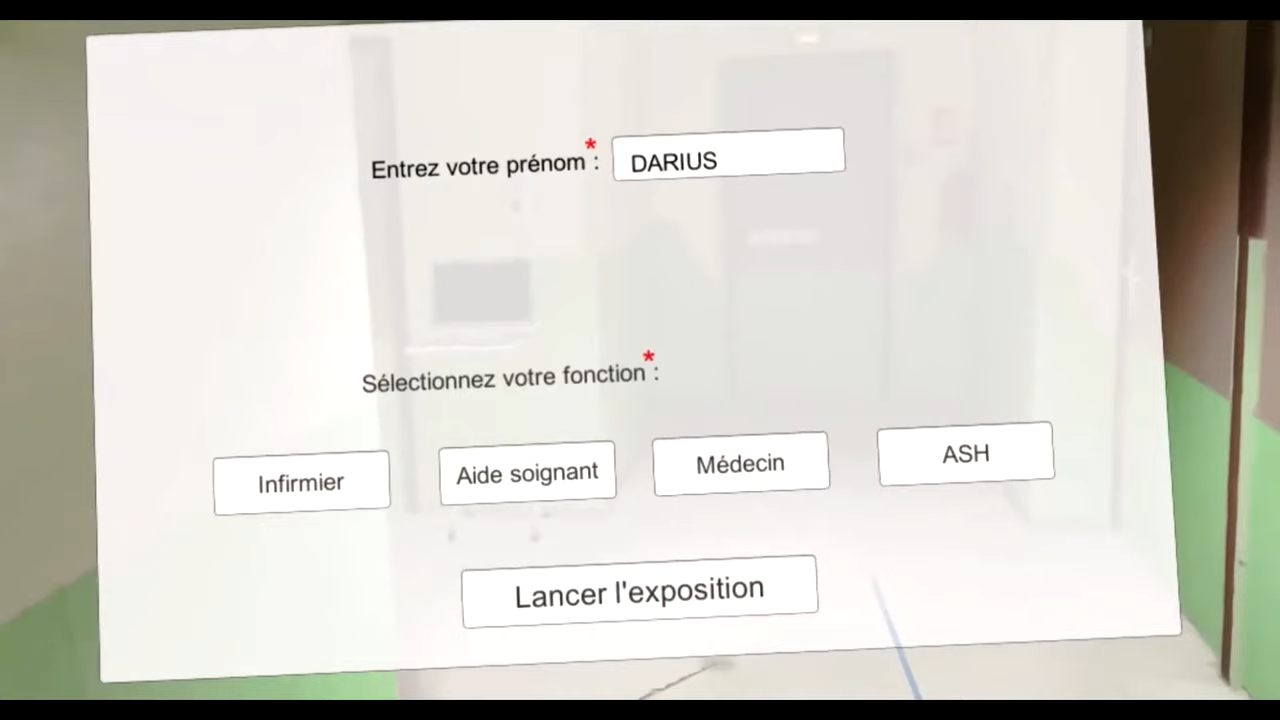 Entrez votre prénom* : DARIUS
Sélectionnez votre fonction* :
Infirmier Aide soignant Médecin ASH
Lancer l'exposition